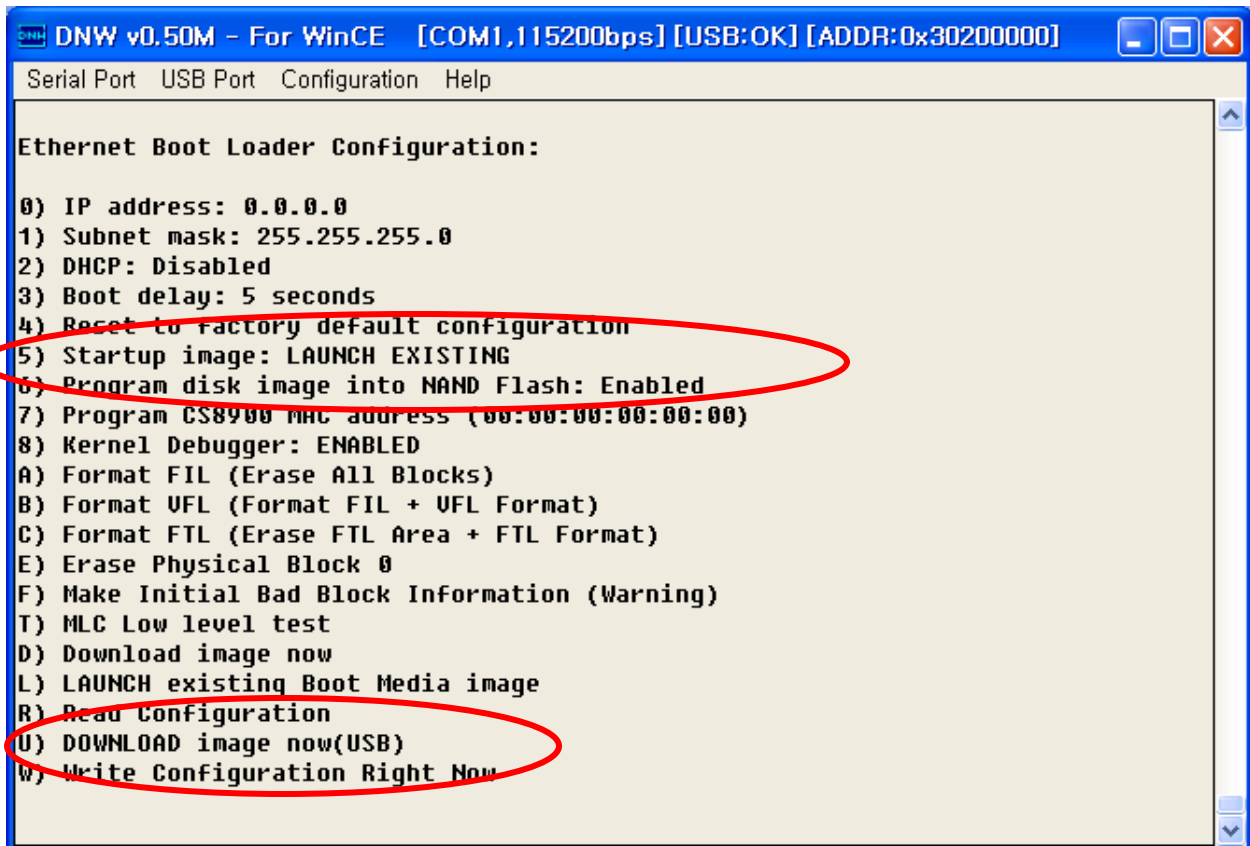 DNW v0.50M - For WinCE [COM1,115200bps] [USB:OK] [ADDR:0x30200000]
Serial Port USB Port Configuration Help
Ethernet Boot Loader Configuration:
0) IP address: 0.0.0.0
1) Subnet mask: 255.255.255.0
2) DHCP: Disabled
3) Boot delay: 5 seconds
4) Reset to factory default configuration
5) Startup image: LAUNCH EXISTING
6) Program disk image into NAND Flash: Enabled
7) Program CS8900 MAC address (00:00:00:00:00:00)
8) Kernel Debugger: ENABLED
A) Format FIL (Erase All Blocks)
B) Format VFL (Format FIL + VFL Format)
C) Format FTL (Erase FTL Area + FTL Format)
E) Erase Physical Block 0
F) Make Initial Bad Block Information (Warning)
T) MLC Low level test
D) Download image now
L) LAUNCH existing Boot Media image
R) Read Configuration
U) DOWNLOAD image now(USB)
W) Write Configuration Right Now